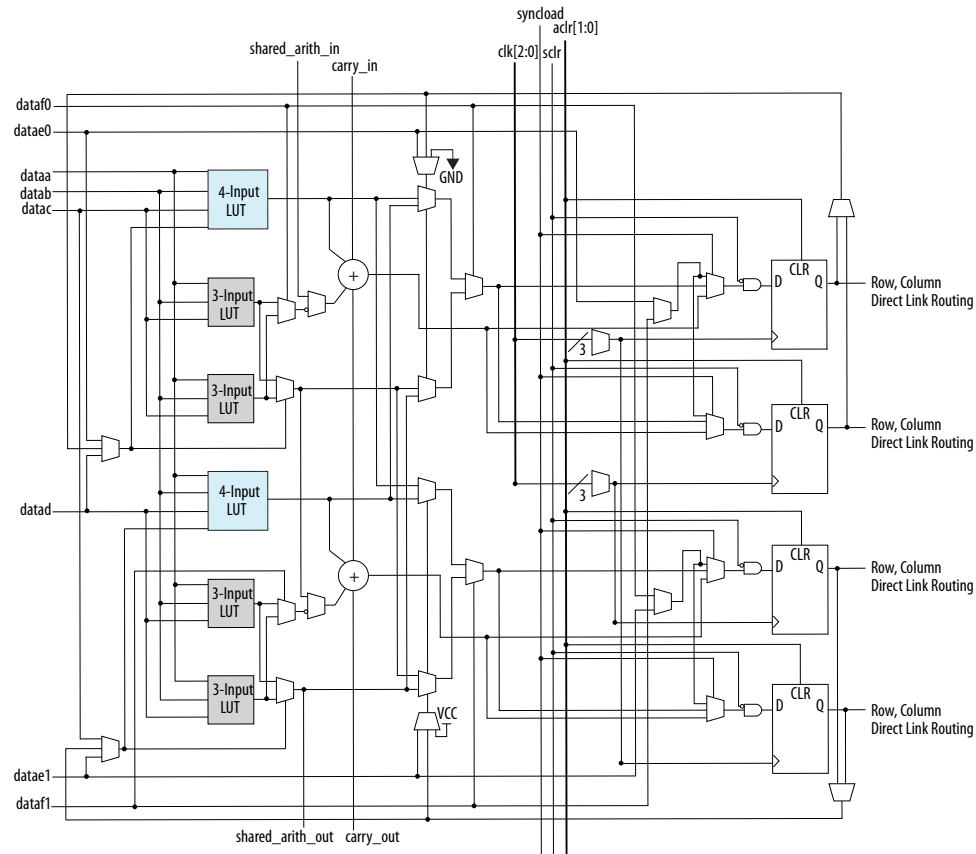 syncload
aclr[1:0]
shared_arith_in
clk[2:0]
sclr
carry_in
dataf0
datae0
dataa
datab
datac
GND
4-Input
LUT
+
CLR
D
Q
Row, Column
Direct Link Routing
3-Input
LUT
3
3-Input
LUT
CLR
D
Q
Row, Column
Direct Link Routing
4-Input
LUT
datad
3
+
CLR
D
Q
Row, Column
Direct Link Routing
3-Input
LUT
3-Input
LUT
CLR
D
Q
Row, Column
Direct Link Routing
VCC
datae1
dataf1
shared_arith_out
carry_out